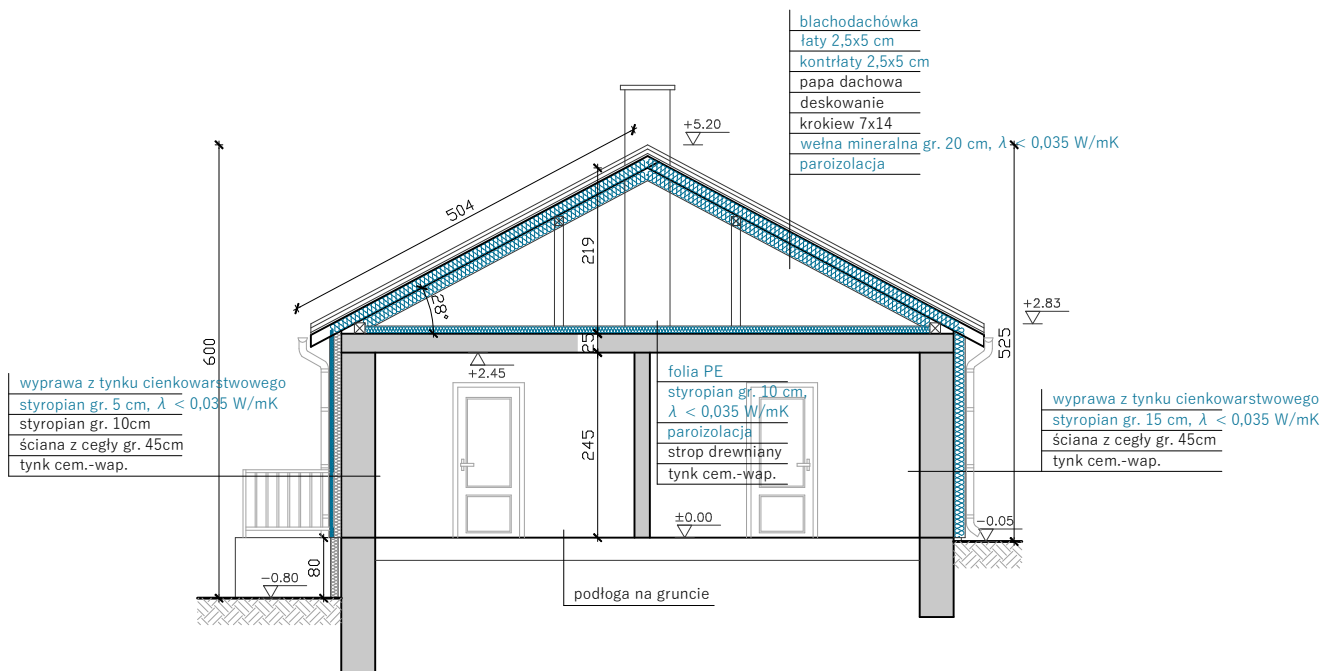 blachodachówka
łaty 2,5x5 cm
kontrłaty 2,5x5 cm
papa dachowa
deskowanie
krokiew 7x14
wełna mineralna gr. 20 cm, λ < 0,035 W/mK
paroizolacja
+5.20
504
219
28°
+2.83
600
525
25
+2.45
wyprawa z tynku cienkowarstwowego
styropian gr. 5 cm, λ < 0,035 W/mK
styropian gr. 10cm
ściana z cegły gr. 45cm
tynk cem.-wap.
folia PE
styropian gr. 10 cm,
λ < 0,035 W/mK
paroizolacja
strop drewniany
tynk cem.-wap.
wyprawa z tynku cienkowarstwowego
styropian gr. 15 cm, λ < 0,035 W/mK
ściana z cegły gr. 45cm
tynk cem.-wap.
245
±0.00
−0.05
80
−0.80
podłoga na gruncie